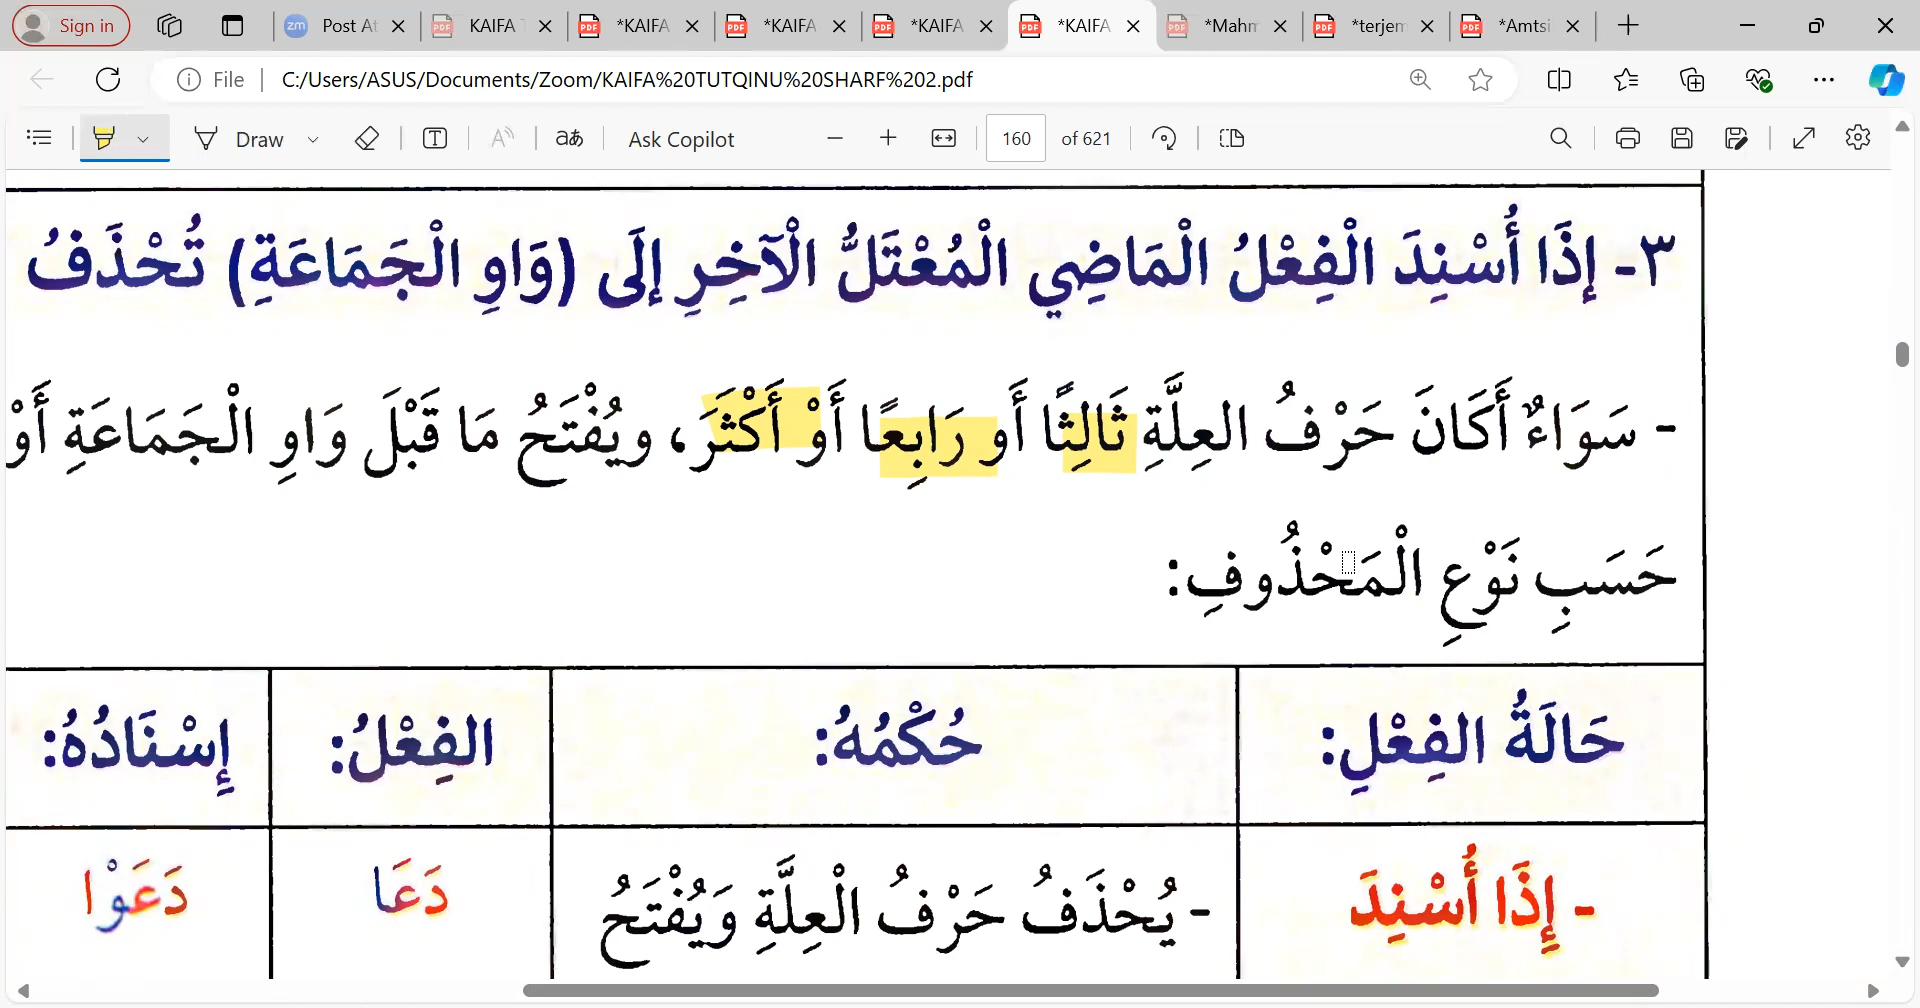 Sign in
Post At
KAIFA T
*KAIFA
*KAIFA
*KAIFA
*KAIFA
*Mahm
*terjem
*Amtsi
File
C:/Users/ASUS/Documents/Zoom/KAIFA%20TUTQINU%20SHARF%202.pdf
Draw
Ask Copilot
160 of 621
٣- إِذَا أُسْنِدَ الْفِعْلُ الْمَاضِي الْمُعْتَلُّ الْآخِرِ إِلَى (وَاوِ الْجَمَاعَةِ) تُحْذَفُ
- سَوَاءٌ أَكَانَ حَرْفُ العِلَّةِ ثَالِثًا أَو رَابِعًا أَوْ أَكْثَرَ، ويُفْتَحُ مَا قَبْلَ وَاوِ الْجَمَاعَةِ أَوْ
حَسَبِ نَوْعِ الْمَحْذُوفِ:
حَالَةُ الفِعْلِ: حُكْمُهُ: الفِعْلُ: إِسْنَادُهُ:
- إِذَا أُسْنِدَ - يُحْذَفُ حَرْفُ الْعِلَّةِ وَيُفْتَحُ دَعَا دَعَوْا